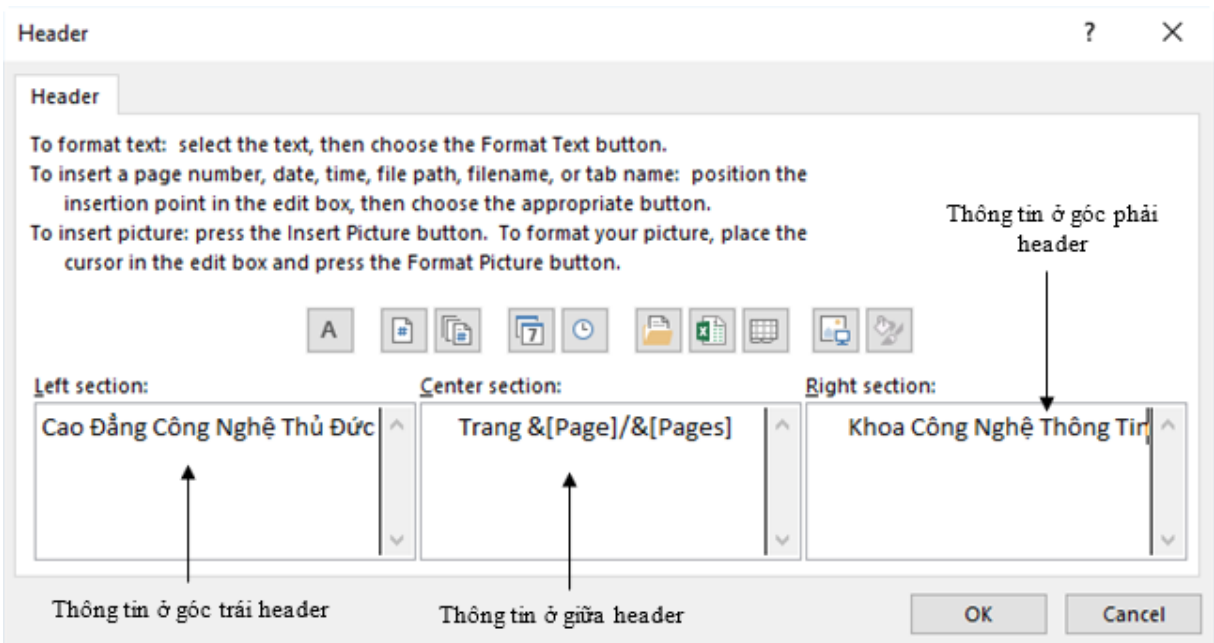 Header
?
Header
To format text: select the text, then choose the Format Text button.
To insert a page number, date, time, file path, filename, or tab name: position the
insertion point in the edit box, then choose the appropriate button.
To insert picture: press the Insert Picture button. To format your picture, place the
cursor in the edit box and press the Format Picture button.
Thông tin ở góc phải
header
A
#
#
7
Left section:
Center section:
Right section:
Cao Đẳng Công Nghệ Thủ Đức
Trang &[Page]/&[Pages]
Khoa Công Nghệ Thông Tin
Thông tin ở góc trái header
Thông tin ở giữa header
OK
Cancel